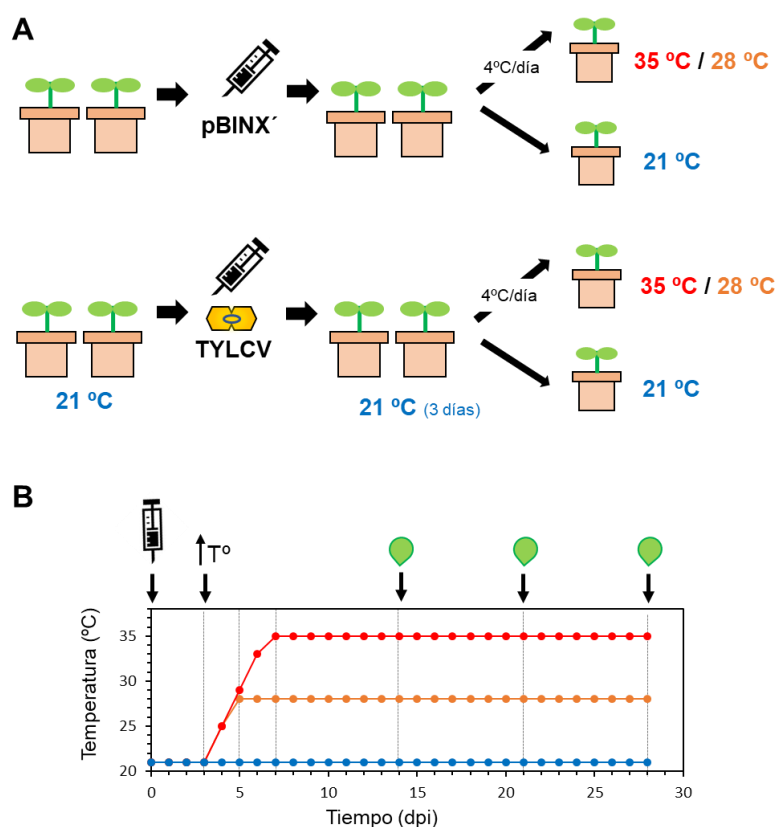 A
pBINX´
4ºC/día
35 ºC / 28 ºC
21 ºC
TYLCV
4ºC/día
35 ºC / 28 ºC
21 ºC
21 ºC
21 ºC (3 días)
B
Tº
Temperatura (ºC)
35
30
25
20
0 5 10 15 20 25 30
Tiempo (dpi)